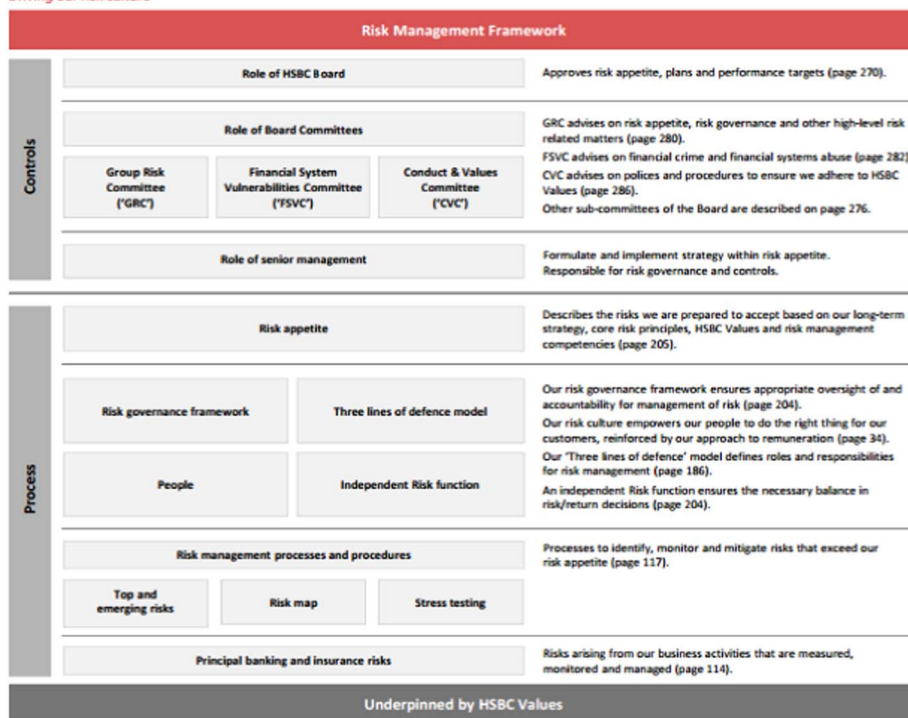 Risk Management Framework
Controls
Role of HSBC Board
Approves risk appetite, plans and performance targets (page 270).
Role of Board Committees
Group Risk
Committee
('GRC')
Financial System
Vulnerabilities Committee
('FSVC')
Conduct & Values
Committee
('CVC')
GRC advises on risk appetite, risk governance and other high-level risk
related matters (page 280).
FSVC advises on financial crime and financial systems abuse (page 282)
CVC advises on polices and procedures to ensure we adhere to HSBC
Values (page 286).
Other sub-committees of the Board are described on page 276.
Role of senior management
Formulate and implement strategy within risk appetite.
Responsible for risk governance and controls.
Process
Risk appetite
Describes the risks we are prepared to accept based on our long-term
strategy, core risk principles, HSBC Values and risk management
competencies (page 205).
Risk governance framework
Three lines of defence model
People
Independent Risk function
Our risk governance framework ensures appropriate oversight of and
accountability for management of risk (page 204).
Our risk culture empowers our people to do the right thing for our
customers, reinforced by our approach to remuneration (page 34).
Our 'Three lines of defence' model defines roles and responsibilities
for risk management (page 186).
An independent Risk function ensures the necessary balance in
risk/return decisions (page 204).
Risk management processes and procedures
Top and
emerging risks
Risk map
Stress testing
Processes to identify, monitor and mitigate risks that exceed our
risk appetite (page 117).
Principal banking and insurance risks
Risks arising from our business activities that are measured,
monitored and managed (page 114).
Underpinned by HSBC Values